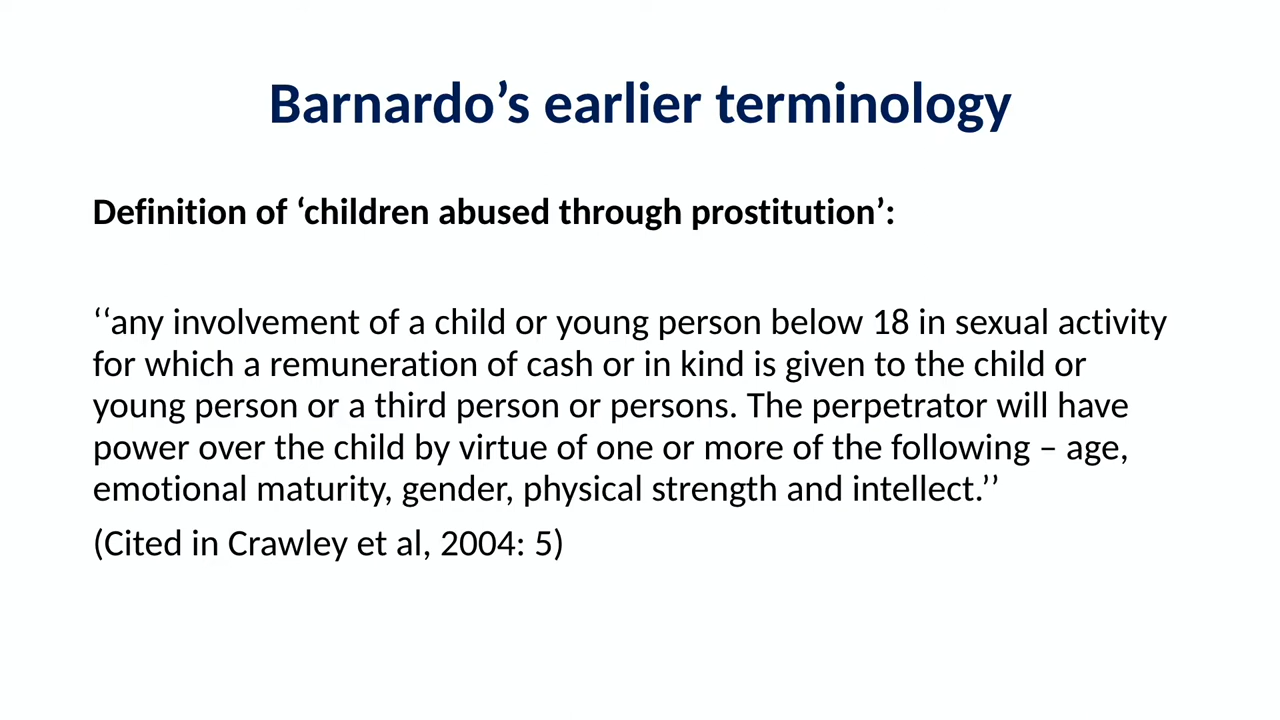 Barnardo’s earlier terminology
Definition of ‘children abused through prostitution’:
‘‘any involvement of a child or young person below 18 in sexual activity
for which a remuneration of cash or in kind is given to the child or
young person or a third person or persons. The perpetrator will have
power over the child by virtue of one or more of the following – age,
emotional maturity, gender, physical strength and intellect.’’
(Cited in Crawley et al, 2004: 5)